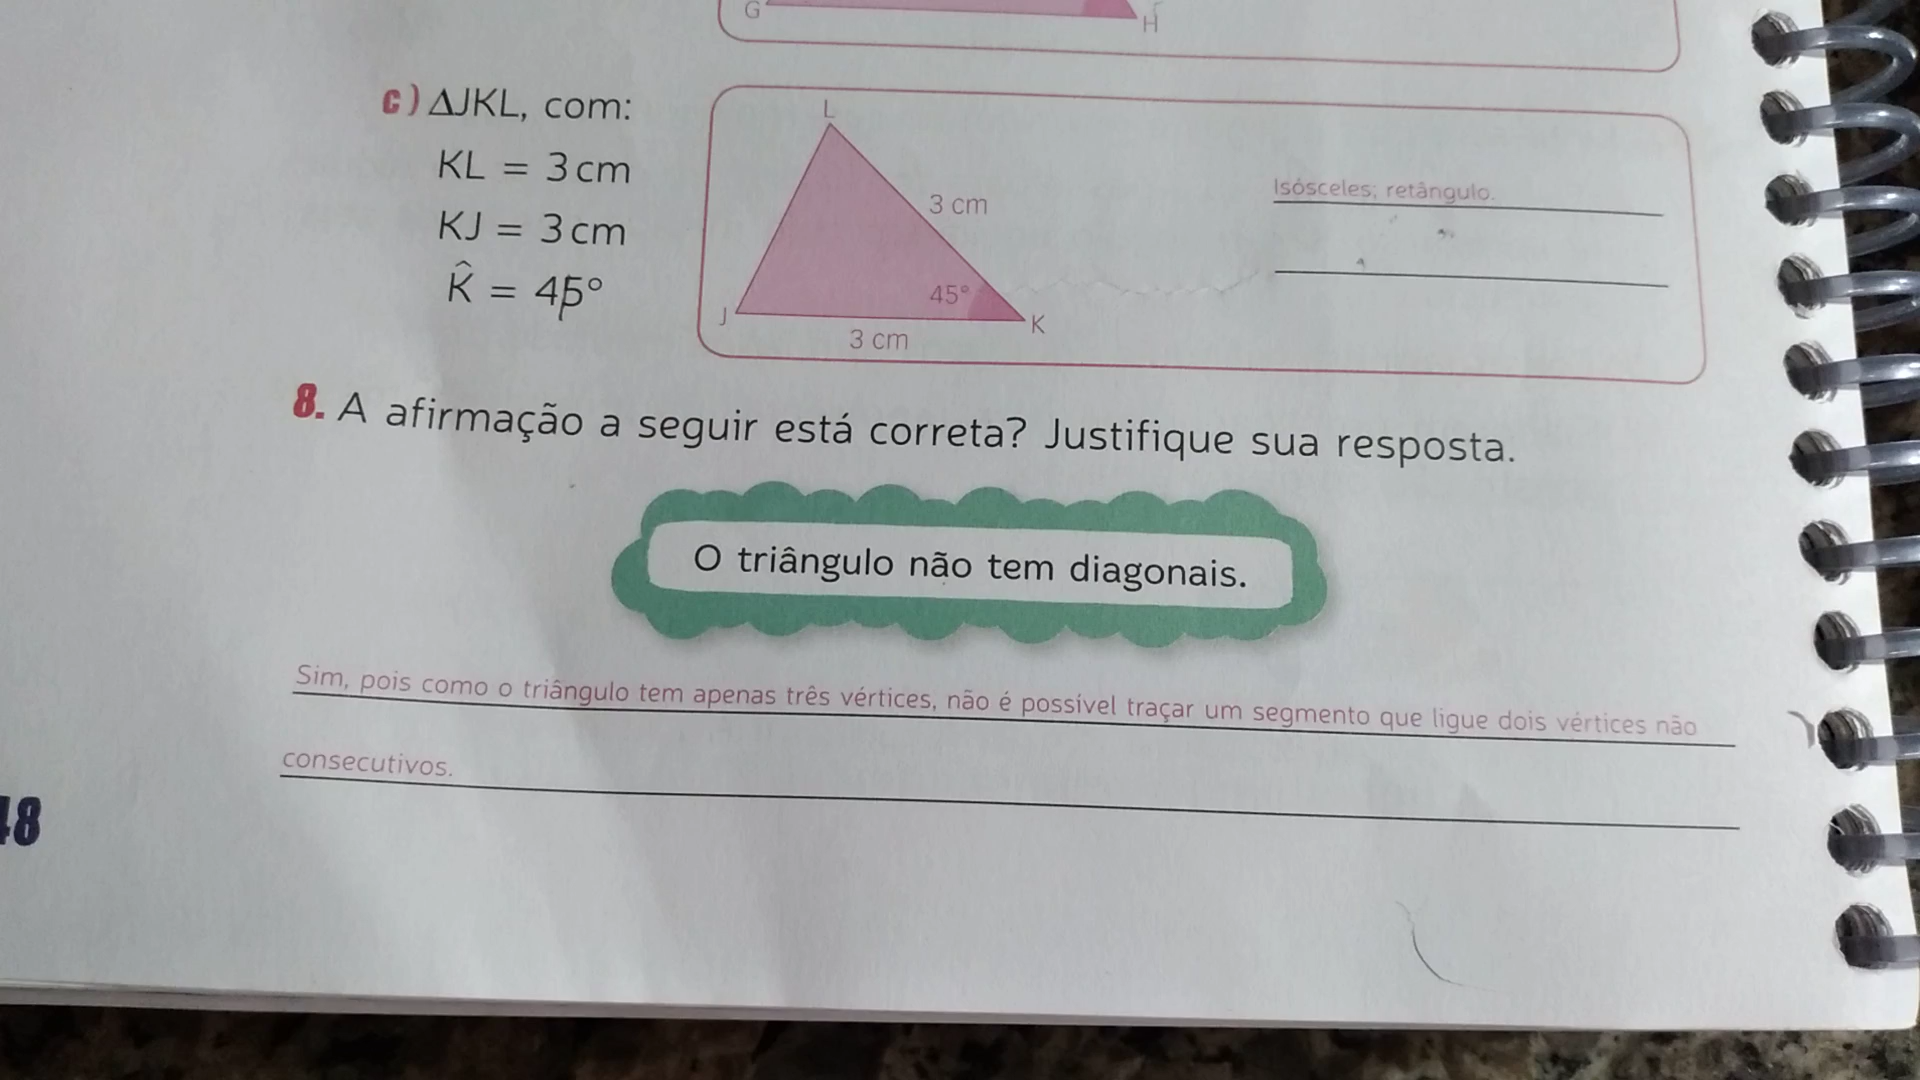 G
H
c) ΔJKL, com:
KL = 3 cm
KJ = 3 cm
K̂ = 45°
L
3 cm
45°
J
K
3 cm
Isósceles; retângulo.
8. A afirmação a seguir está correta? Justifique sua resposta.
O triângulo não tem diagonais.
Sim, pois como o triângulo tem apenas três vértices, não é possível traçar um segmento que ligue dois vértices não
consecutivos.
48